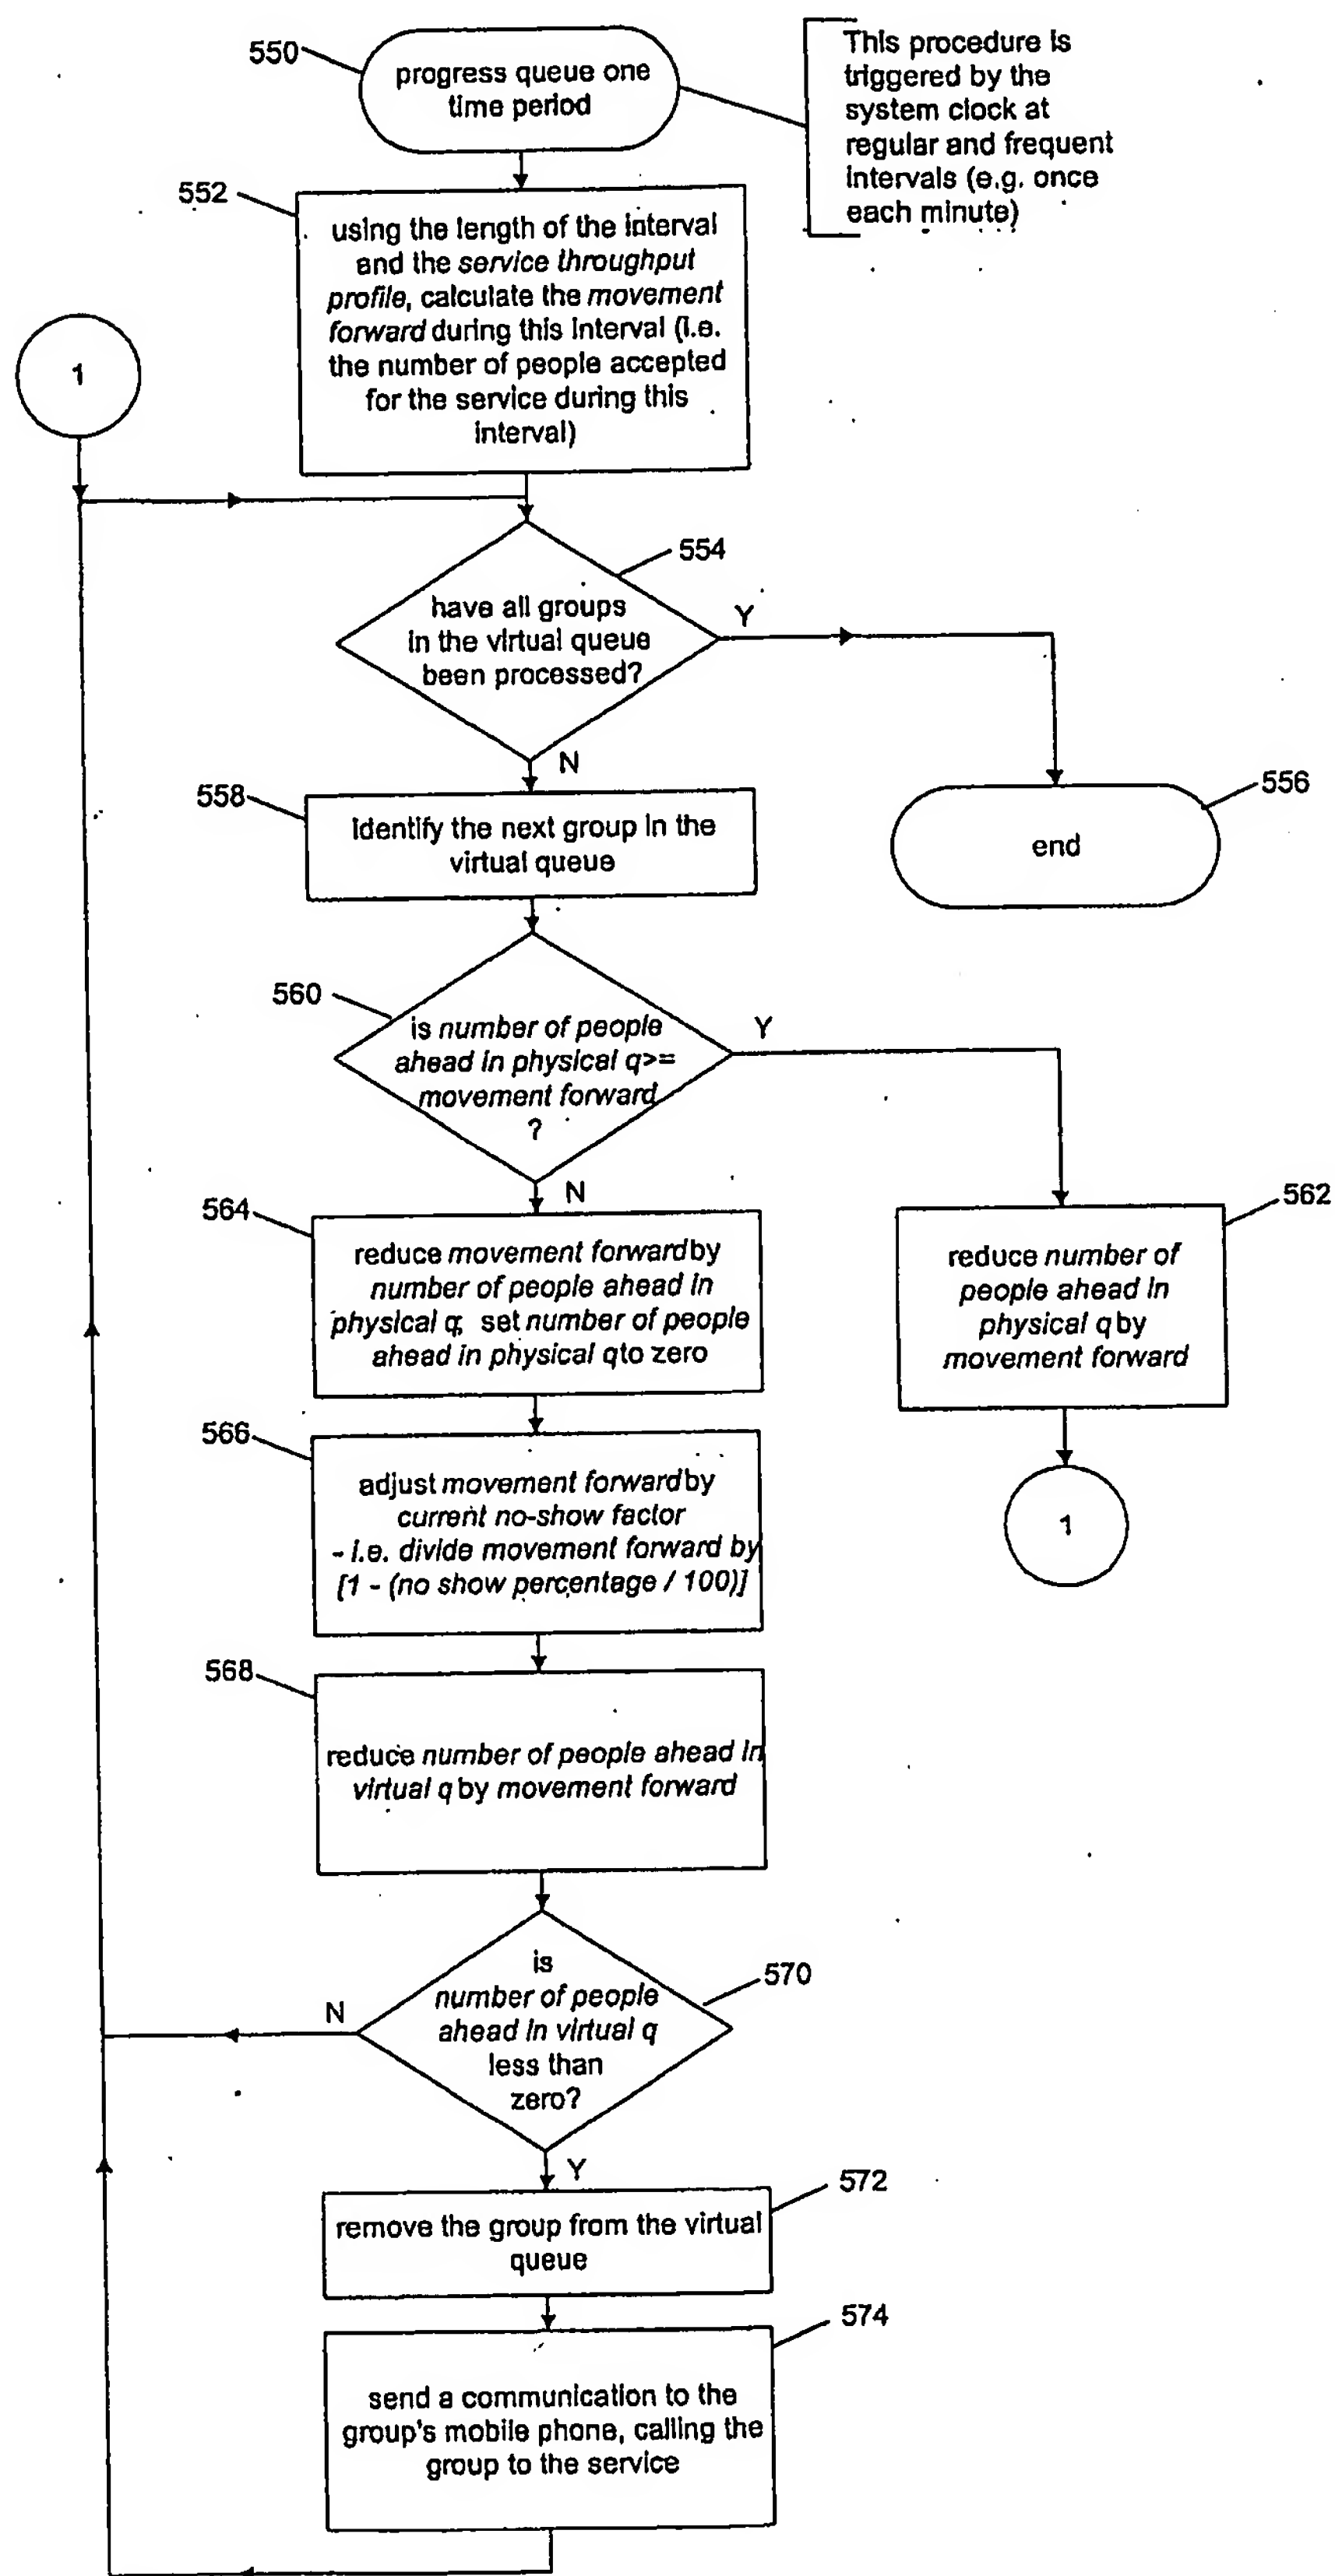 550
progress queue one
time period
This procedure is
triggered by the
system clock at
regular and frequent
intervals (e.g. once
each minute)
552
using the length of the interval
and the service throughput
profile, calculate the movement
forward during this interval (i.e.
the number of people accepted
for the service during this
interval)
1
554
have all groups
in the virtual queue
been processed?
Y
N
558
identify the next group in the
virtual queue
556
end
560
is number of people
ahead in physical q>=
movement forward
?
Y
N
564
reduce movement forward by
number of people ahead in
physical q; set number of people
ahead in physical q to zero
562
reduce number of
people ahead in
physical q by
movement forward
566
adjust movement forward by
current no-show factor
- i.e. divide movement forward by
[1 - (no show percentage / 100)]
1
568
reduce number of people ahead in
virtual q by movement forward
570
is
number of people
ahead in virtual q
less than
zero?
N
Y
572
remove the group from the virtual
queue
574
send a communication to the
group's mobile phone, calling the
group to the service